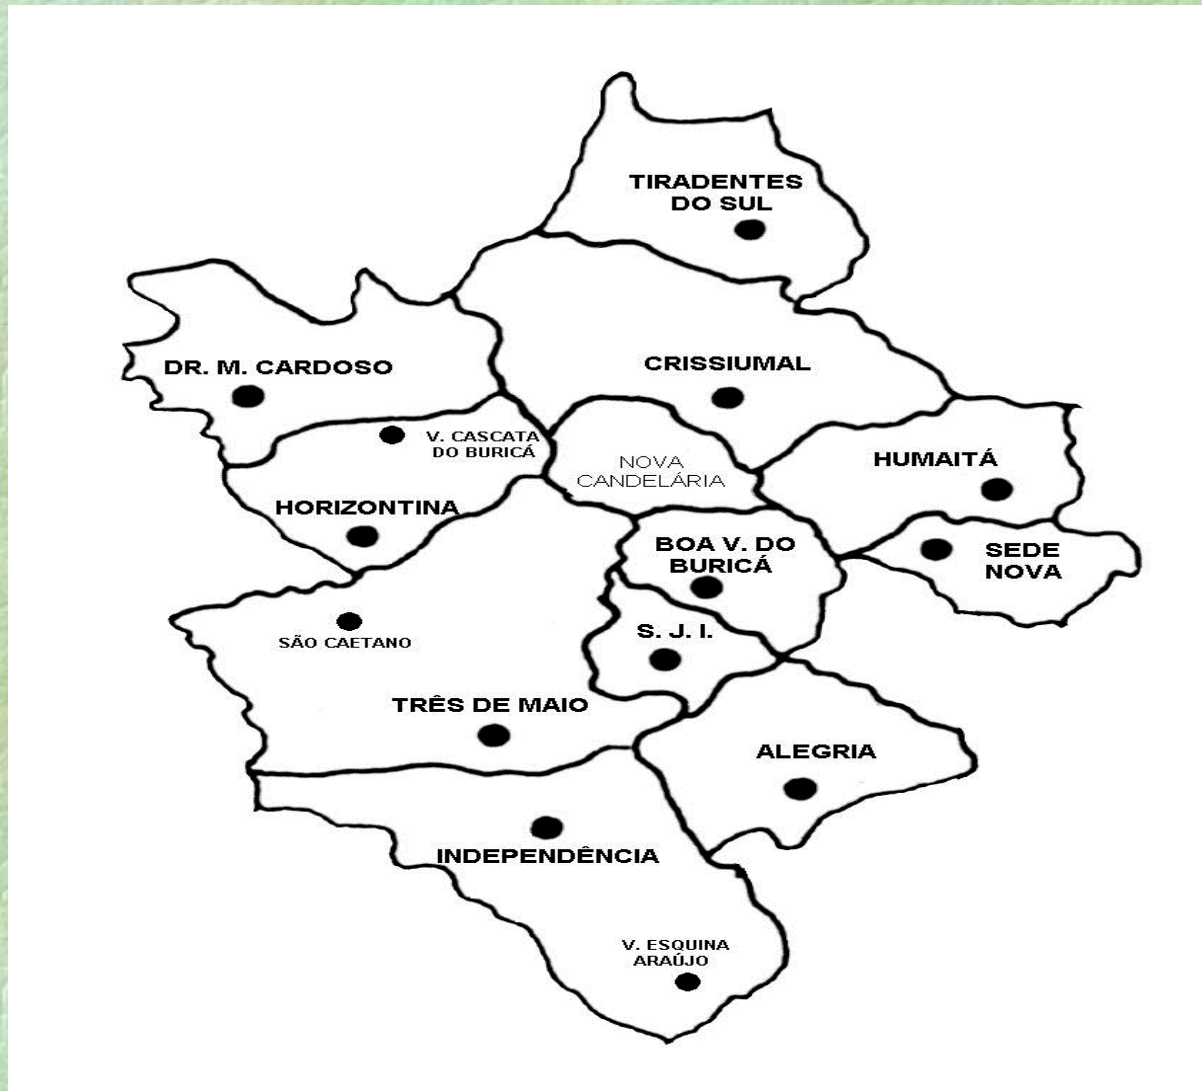 TIRADENTES
DO SUL
DR. M. CARDOSO
CRISSIUMAL
V. CASCATA
DO BURICÁ
NOVA
CANDELÁRIA
HUMAITÁ
HORIZONTINA
BOA V. DO
BURICÁ
SEDE
NOVA
S. J. I.
SÃO CAETANO
TRÊS DE MAIO
ALEGRIA
INDEPENDÊNCIA
V. ESQUINA
ARAÚJO